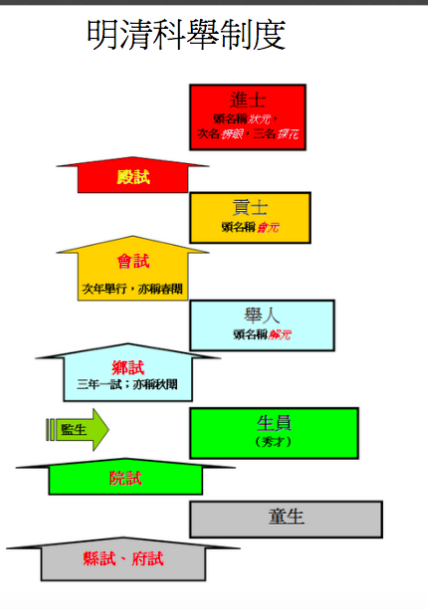 明清科舉制度
進士
頭名稱狀元，
次名榜眼，三名探花
殿試
貢士
頭名稱會元
會試
次年舉行，亦稱春闈
舉人
頭名稱解元
鄉試
三年一試；亦稱秋闈
監生
生員
（秀才）
院試
童生
縣試、府試